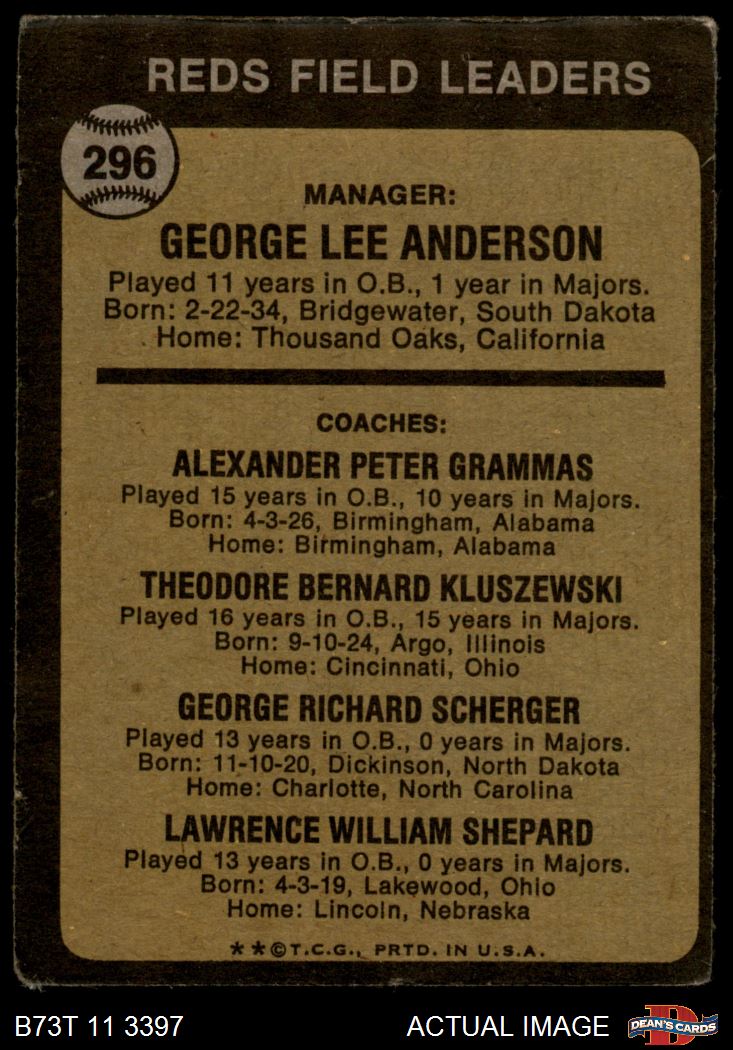 REDS FIELD LEADERS
296
MANAGER:
GEORGE LEE ANDERSON
Played 11 years in O.B., 1 year in Majors.
Born: 2-22-34, Bridgewater, South Dakota
Home: Thousand Oaks, California
COACHES:
ALEXANDER PETER GRAMMAS
Played 15 years in O.B., 10 years in Majors.
Born: 4-3-26, Birmingham, Alabama
Home: Birmingham, Alabama
THEODORE BERNARD KLUSZEWSKI
Played 16 years in O.B., 15 years in Majors.
Born: 9-10-24, Argo, Illinois
Home: Cincinnati, Ohio
GEORGE RICHARD SCHERGER
Played 13 years in O.B., 0 years in Majors.
Born: 11-10-20, Dickinson, North Dakota
Home: Charlotte, North Carolina
LAWRENCE WILLIAM SHEPARD
Played 13 years in O.B., 0 years in Majors.
Born: 4-3-19, Lakewood, Ohio
Home: Lincoln, Nebraska
**©T.C.G., PRTD. IN U.S.A.
B73T 11 3397
ACTUAL IMAGE
D
DEAN'S CARDS